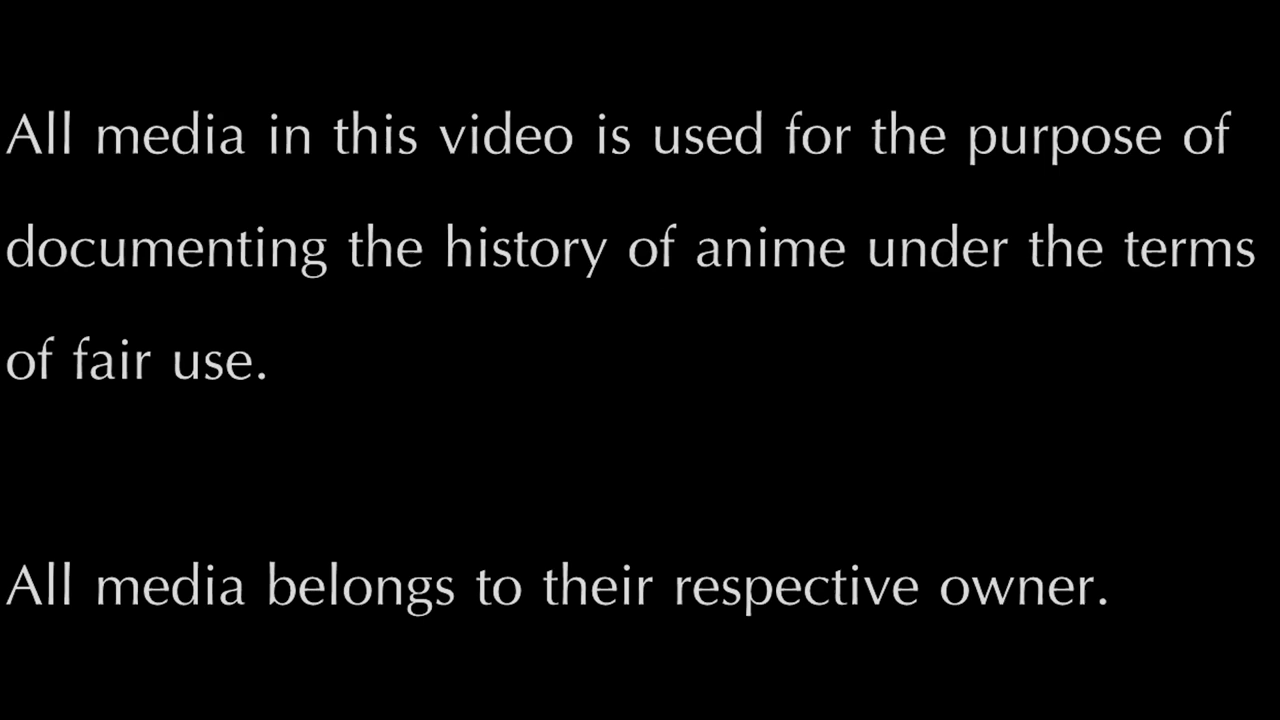 All media in this video is used for the purpose of
documenting the history of anime under the terms
of fair use.
All media belongs to their respective owner.